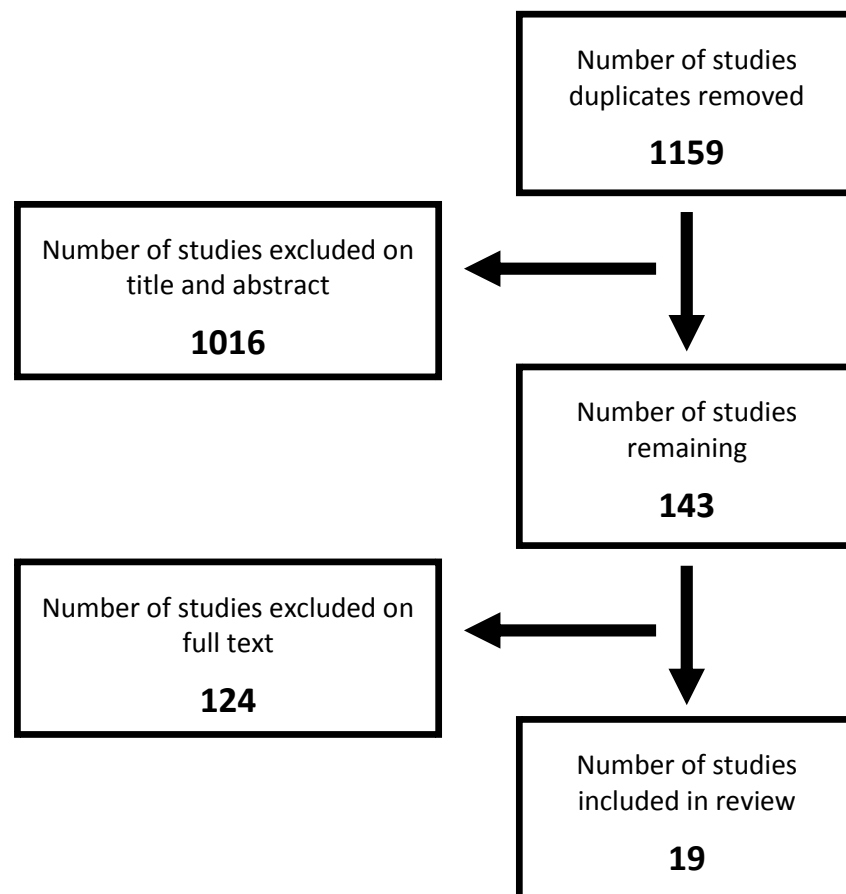 Number of studies
duplicates removed
1159
Number of studies excluded on
title and abstract
1016
Number of studies
remaining
143
Number of studies excluded on
full text
124
Number of studies
included in review
19